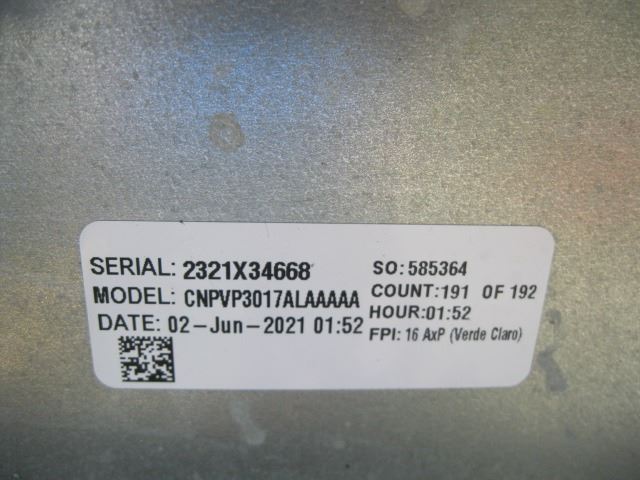 SERIAL: 2321X34668
MODEL: CNPVP3017ALAAAAA
DATE: 02-Jun-2021 01:52
SO: 585364
COUNT:191 OF 192
HOUR:01:52
FPI: 16 AxP (Verde Claro)